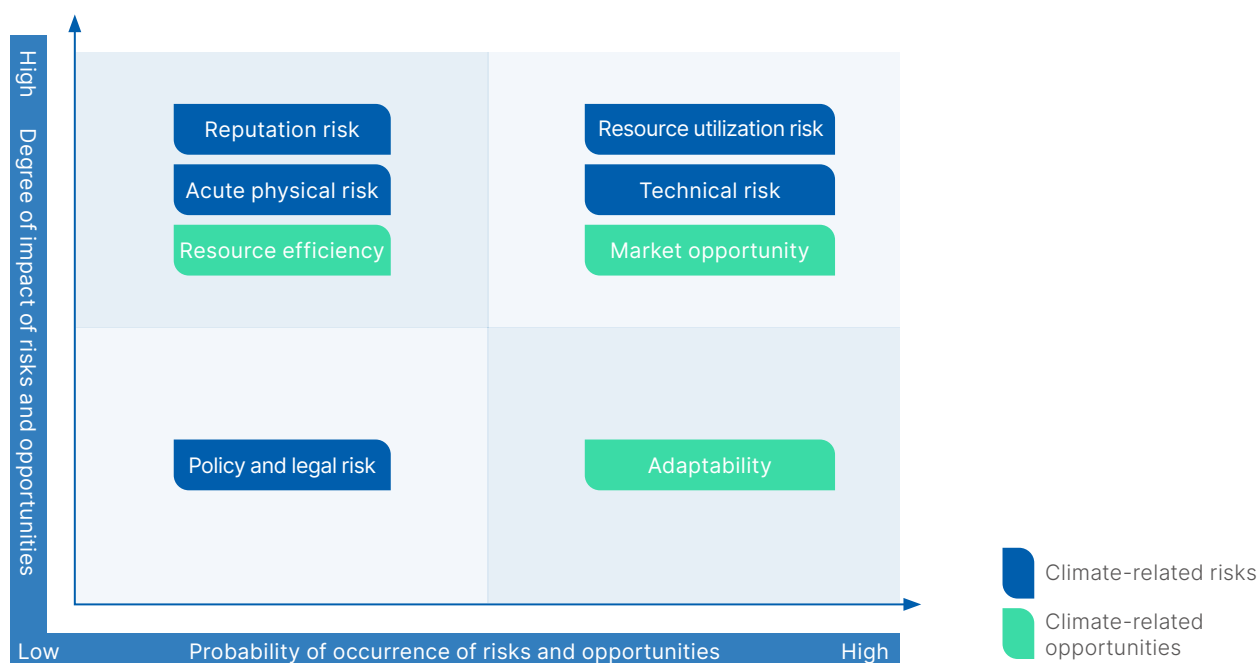 High
Degree of impact of risks and opportunities
Reputation risk
Acute physical risk
Resource efficiency
Resource utilization risk
Technical risk
Market opportunity
Policy and legal risk
Adaptability
Low
Probability of occurrence of risks and opportunities
High
Climate-related risks
Climate-related
opportunities